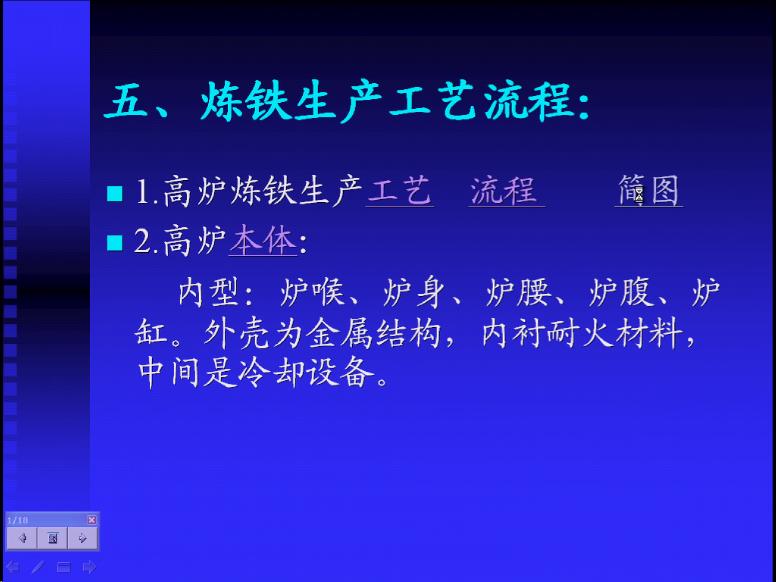 五、炼铁生产工艺流程：
1.高炉炼铁生产工艺 流程 简图
2.高炉本体：
内型：炉喉、炉身、炉腰、炉腹、炉
缸。外壳为金属结构，内衬耐火材料，
中间是冷却设备。
1/18